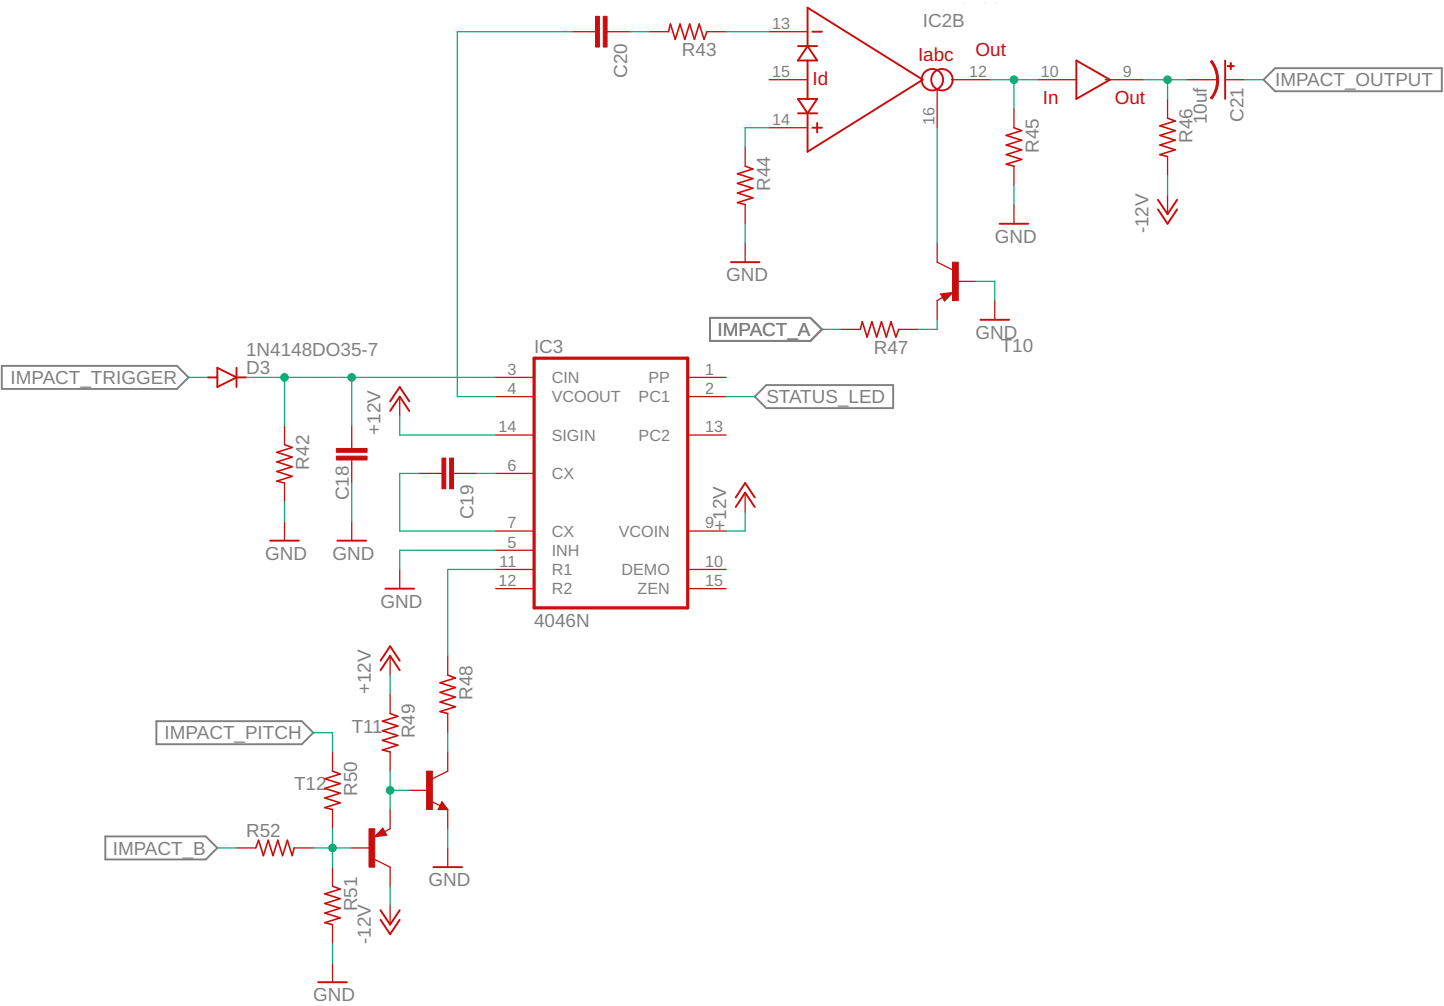 IC2B
13
C20
R43
Iabc
Out
15
Id
12
10
9
IMPACT_OUTPUT
In
Out
14
16
R44
R45
R46
10uf
C21
-12V
GND
GND
IMPACT_A
R47
GND
T10
IC3
1N4148DO35-7
D3
IMPACT_TRIGGER
3
CIN
PP
1
4
VCOOUT
PC1
2
STATUS_LED
+12V
14
SIGIN
PC2
13
R42
C18
6
CX
C19
7
CX
VCOIN
9
+12V
5
INH
11
R1
DEMO
10
12
R2
ZEN
15
GND
GND
GND
4046N
+12V
R48
T11
R49
IMPACT_PITCH
T12
R50
R52
IMPACT_B
R51
-12V
GND
GND